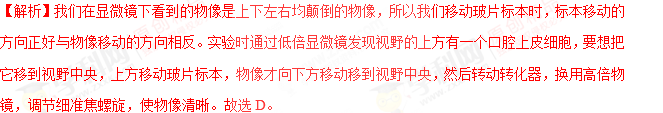 【解析】我们在显微镜下看到的物像是上下左右均颠倒的物像，所以我们移动玻片标本时，标本移动的
方向正好与物像移动的方向相反。实验时通过低倍显微镜发现视野的上方有一个口腔上皮细胞，要想把
它移到视野中央，上方移动玻片标本，物像才向下方移动移到视野中央，然后转动转化器，换用高倍物
镜，调节细准焦螺旋，使物像清晰。故选 D。